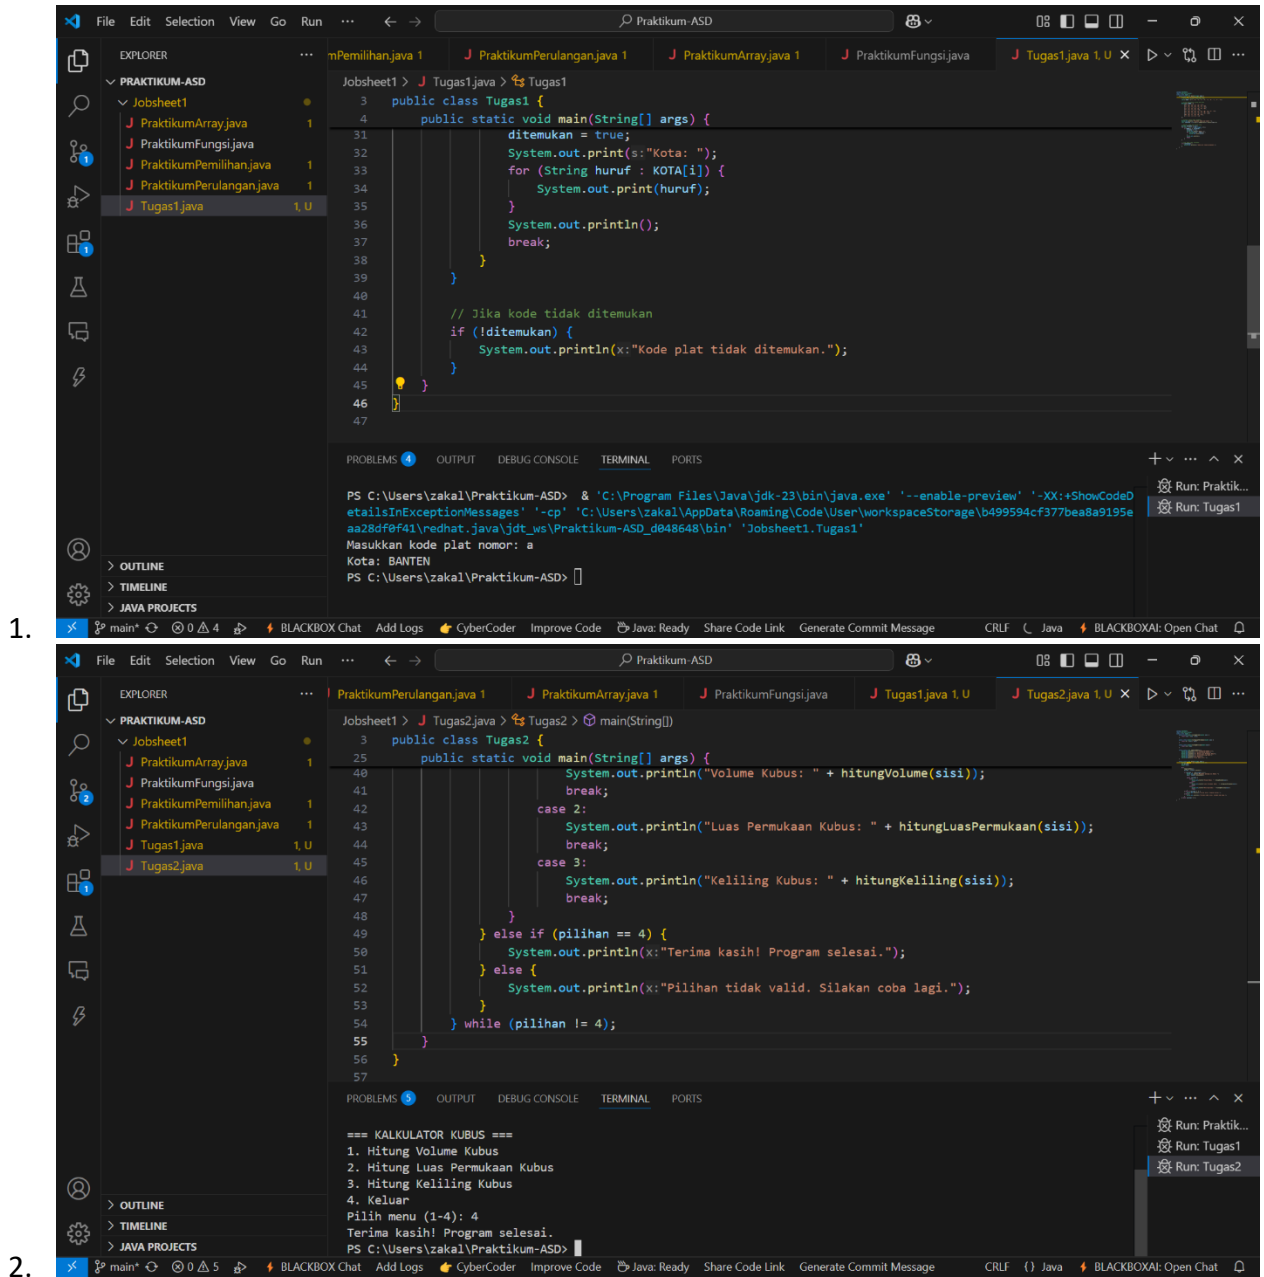 File Edit Selection View Go Run ··· ← → Praktikum-ASD
EXPLORER ···
mPemilihan.java 1 PraktikumPerulangan.java 1 PraktikumArray.java 1 PraktikumFungsi.java Tugas1.java 1, U
PRAKTIKUM-ASD
Jobsheet1
PraktikumArray.java 1
PraktikumFungsi.java
PraktikumPemilihan.java 1
PraktikumPerulangan.java 1
Tugas1.java 1, U
Jobsheet1 > Tugas1.java > Tugas1
3 public class Tugas1 {
4 public static void main(String[] args) {
31 ditemukan = true;
32 System.out.print(s:"Kota: ");
33 for (String huruf : KOTA[i]) {
34 System.out.print(huruf);
35 }
36 System.out.println();
37 break;
38 }
39 }
40
41 // Jika kode tidak ditemukan
42 if (!ditemukan) {
43 System.out.println(x:"Kode plat tidak ditemukan.");
44 }
45 }
46 }
47
PROBLEMS 4 OUTPUT DEBUG CONSOLE TERMINAL PORTS
PS C:\Users\zakal\Praktikum-ASD> & 'C:\Program Files\Java\jdk-23\bin\java.exe' '--enable-preview' '-XX:+ShowCodeD
etailsInExceptionMessages' '-cp' 'C:\Users\zakal\AppData\Roaming\Code\User\workspaceStorage\b499594cf377bea8a9195e
aa28df0f41\redhat.java\jdt_ws\Praktikum-ASD_d048648\bin' 'Jobsheet1.Tugas1'
Masukkan kode plat nomor: a
Kota: BANTEN
PS C:\Users\zakal\Praktikum-ASD>
Run: Praktik...
Run: Tugas1
OUTLINE
TIMELINE
JAVA PROJECTS
1.
main* 0 4 BLACKBOX Chat Add Logs CyberCoder Improve Code Java: Ready Share Code Link Generate Commit Message CRLF Java BLACKBOXAI: Open Chat
File Edit Selection View Go Run ··· ← → Praktikum-ASD
EXPLORER ···
PraktikumPerulangan.java 1 PraktikumArray.java 1 PraktikumFungsi.java Tugas1.java 1, U Tugas2.java 1, U
PRAKTIKUM-ASD
Jobsheet1
PraktikumArray.java 1
PraktikumFungsi.java
PraktikumPemilihan.java 1
PraktikumPerulangan.java 1
Tugas1.java 1, U
Tugas2.java 1, U
Jobsheet1 > Tugas2.java > Tugas2 > main(String[])
3 public class Tugas2 {
25 public static void main(String[] args) {
40 System.out.println("Volume Kubus: " + hitungVolume(sisi));
41 break;
42 case 2:
43 System.out.println("Luas Permukaan Kubus: " + hitungLuasPermukaan(sisi));
44 break;
45 case 3:
46 System.out.println("Keliling Kubus: " + hitungKeliling(sisi));
47 break;
48 }
49 } else if (pilihan == 4) {
50 System.out.println(x:"Terima kasih! Program selesai.");
51 } else {
52 System.out.println(x:"Pilihan tidak valid. Silakan coba lagi.");
53 }
54 } while (pilihan != 4);
55 }
56 }
57
PROBLEMS 5 OUTPUT DEBUG CONSOLE TERMINAL PORTS
=== KALKULATOR KUBUS ===
1. Hitung Volume Kubus
2. Hitung Luas Permukaan Kubus
3. Hitung Keliling Kubus
4. Keluar
Pilih menu (1-4): 4
Terima kasih! Program selesai.
PS C:\Users\zakal\Praktikum-ASD>
Run: Praktik...
Run: Tugas1
Run: Tugas2
OUTLINE
TIMELINE
JAVA PROJECTS
2.
main* 0 5 BLACKBOX Chat Add Logs CyberCoder Improve Code Java: Ready Share Code Link Generate Commit Message CRLF {} Java BLACKBOXAI: Open Chat